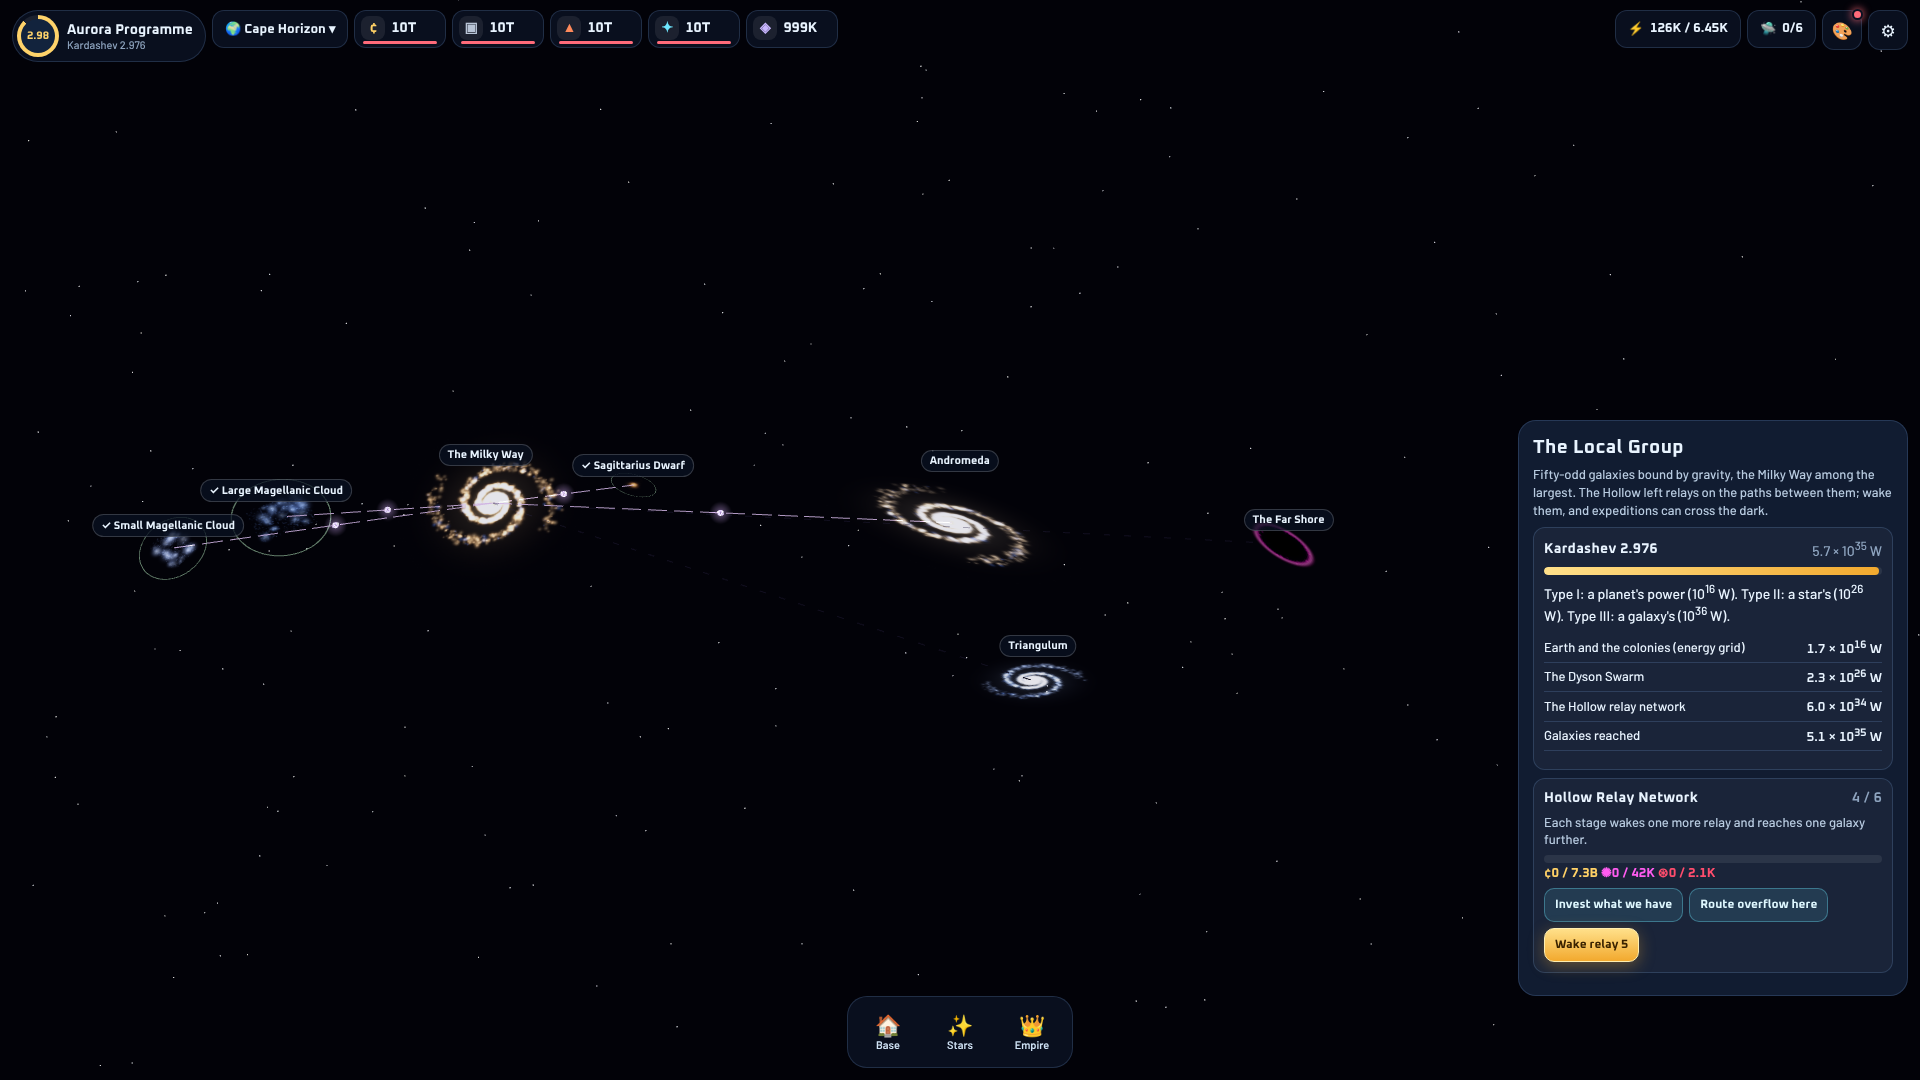 2.98
Aurora Programme
Kardashev 2.976
Cape Horizon ▾
¢ 10T
10T
10T
10T
999K
126K / 6.45K
0/6
The Milky Way
✓ Sagittarius Dwarf
Andromeda
✓ Large Magellanic Cloud
✓ Small Magellanic Cloud
The Far Shore
Triangulum
The Local Group
Fifty-odd galaxies bound by gravity, the Milky Way among the
largest. The Hollow left relays on the paths between them; wake
them, and expeditions can cross the dark.
Kardashev 2.976
5.7 × 10³⁵ W
Type I: a planet's power (10¹⁶ W). Type II: a star's (10²⁶
W). Type III: a galaxy's (10³⁶ W).
Earth and the colonies (energy grid) 1.7 × 10¹⁶ W
The Dyson Swarm 2.3 × 10²⁶ W
The Hollow relay network 6.0 × 10³⁴ W
Galaxies reached 5.1 × 10³⁵ W
Hollow Relay Network 4 / 6
Each stage wakes one more relay and reaches one galaxy
further.
¢0 / 7.3B 0 / 42K 0 / 2.1K
Invest what we have
Route overflow here
Wake relay 5
Base
Stars
Empire